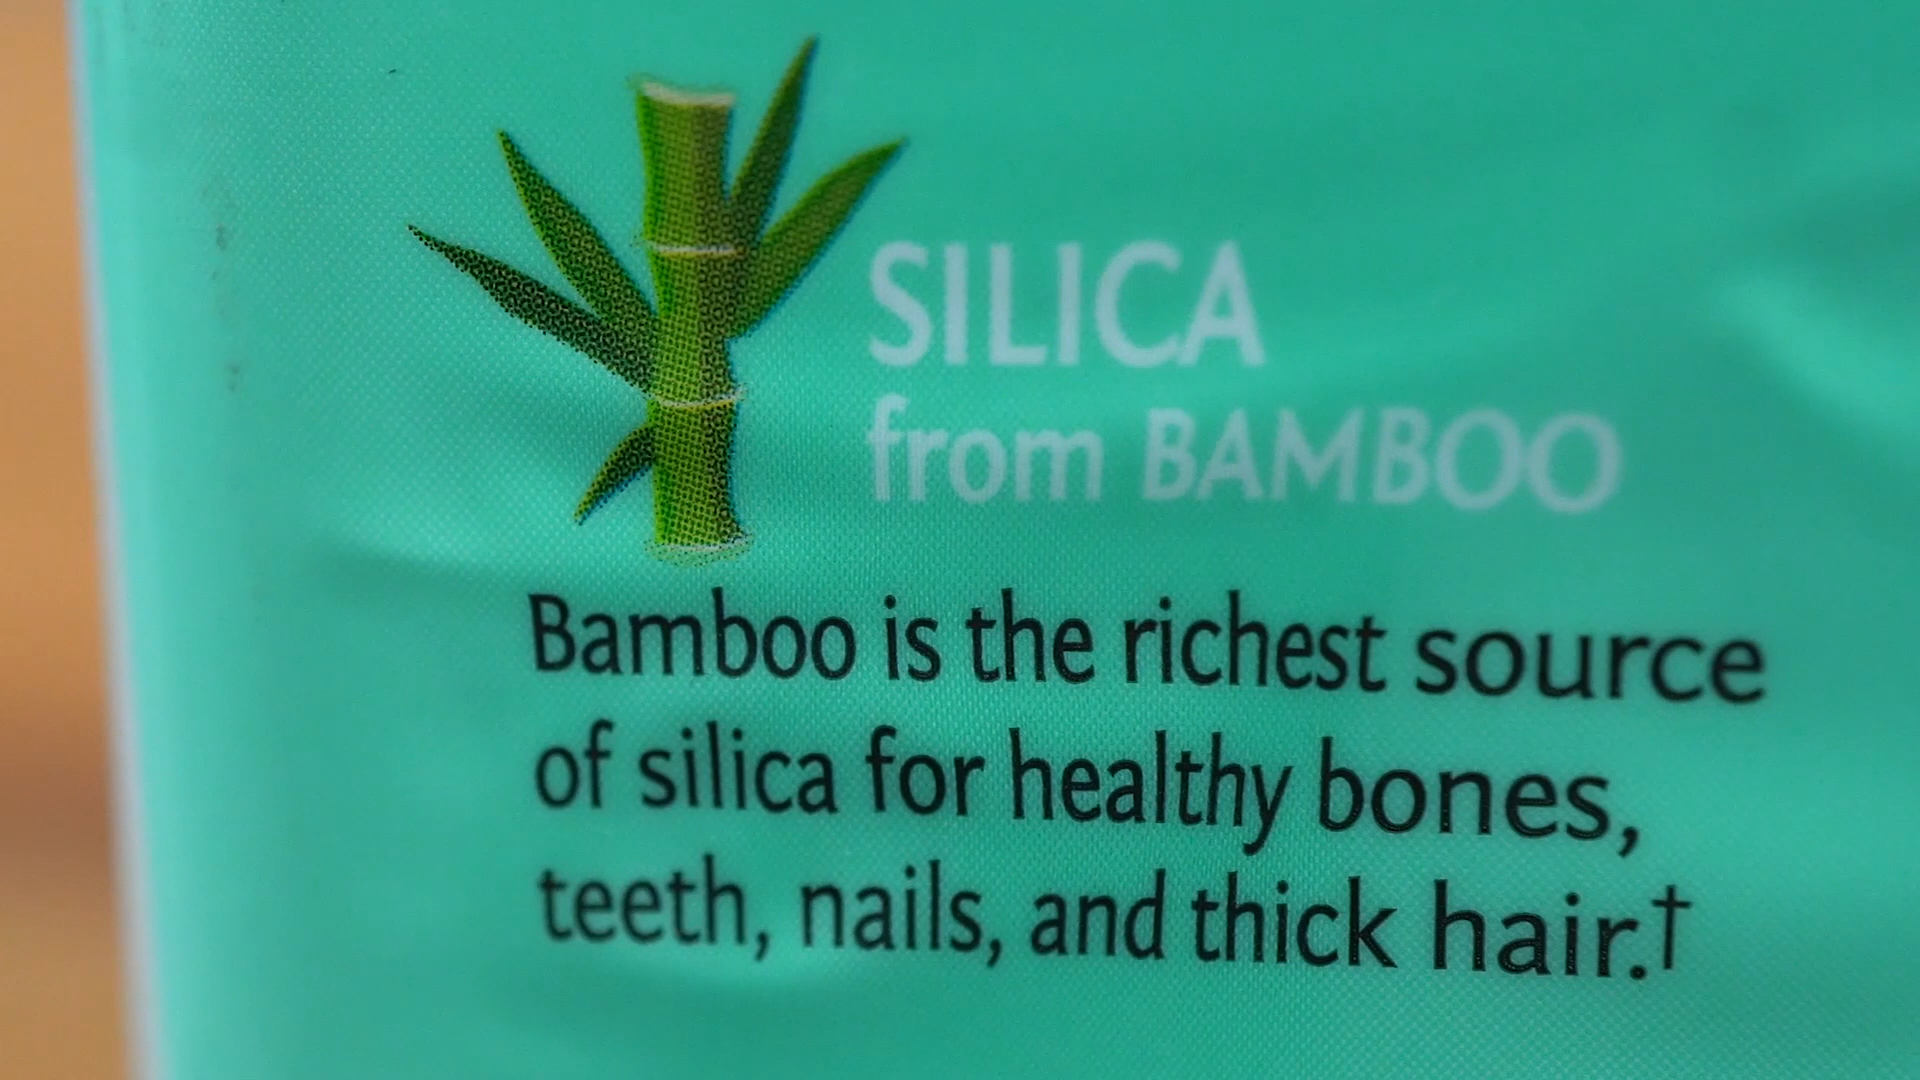 SILICA
from BAMBOO
Bamboo is the richest source
of silica for healthy bones,
teeth, nails, and thick hair.†